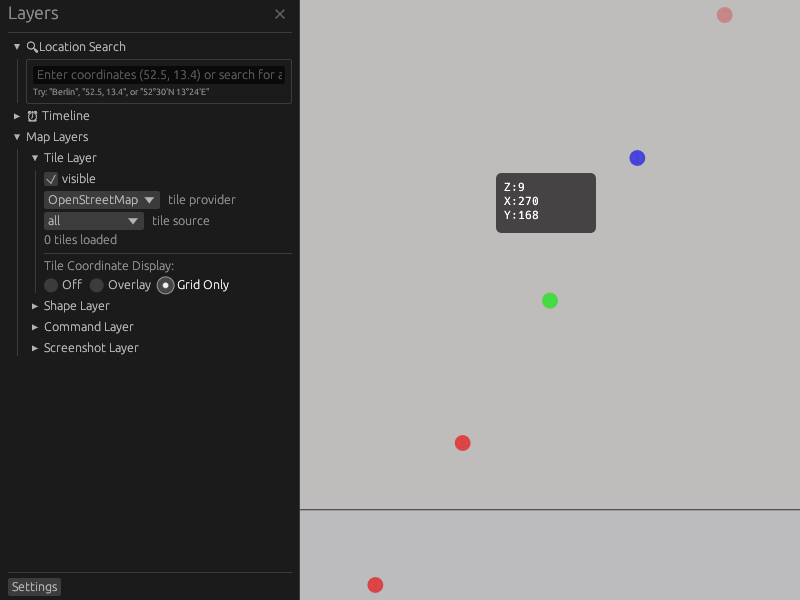 Layers
Location Search
Enter coordinates (52.5, 13.4) or search for a
Try: "Berlin", "52.5, 13.4", or "52°30'N 13°24'E"
Timeline
Map Layers
Tile Layer
visible
OpenStreetMap tile provider
all tile source
0 tiles loaded
Tile Coordinate Display:
Off Overlay Grid Only
Shape Layer
Command Layer
Screenshot Layer
Settings
Z:9
X:270
Y:168